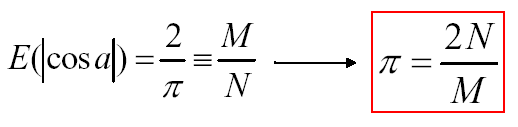 E(|cos a|) = 2/π ≡ M/N ⟶ π = 2N/M